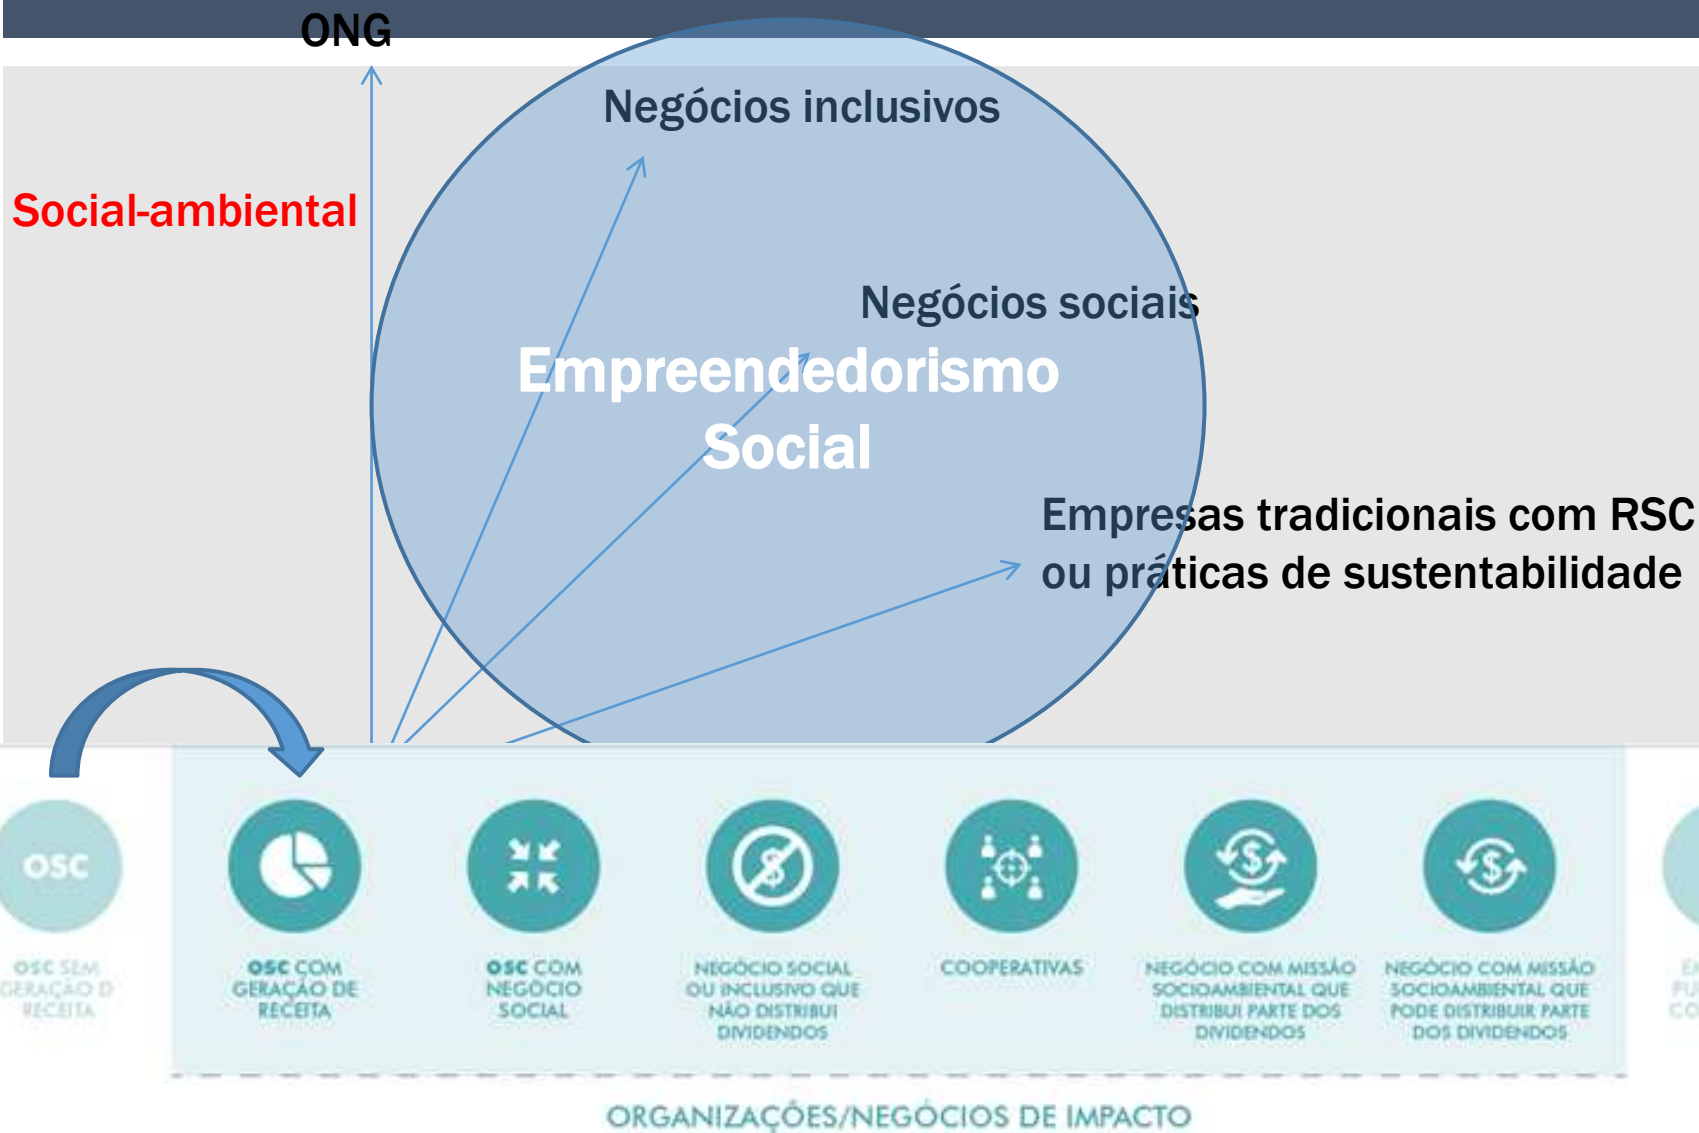 ONG
Negócios inclusivos
Social-ambiental
Negócios sociais
Empreendedorismo
Social
Empresas tradicionais com RSC
ou práticas de sustentabilidade
OSC
OSC SEM
GERAÇÃO D
RECEITA
OSC COM
GERAÇÃO DE
RECEITA
OSC COM
NEGÓCIO
SOCIAL
NEGÓCIO SOCIAL
OU INCLUSIVO QUE
NÃO DISTRIBUI
DIVIDENDOS
COOPERATIVAS
NEGÓCIO COM MISSÃO
SOCIOAMBIENTAL QUE
DISTRIBUI PARTE DOS
DIVIDENDOS
NEGÓCIO COM MISSÃO
SOCIOAMBIENTAL QUE
PODE DISTRIBUIR PARTE
DOS DIVIDENDOS
ORGANIZAÇÕES/NEGÓCIOS DE IMPACTO